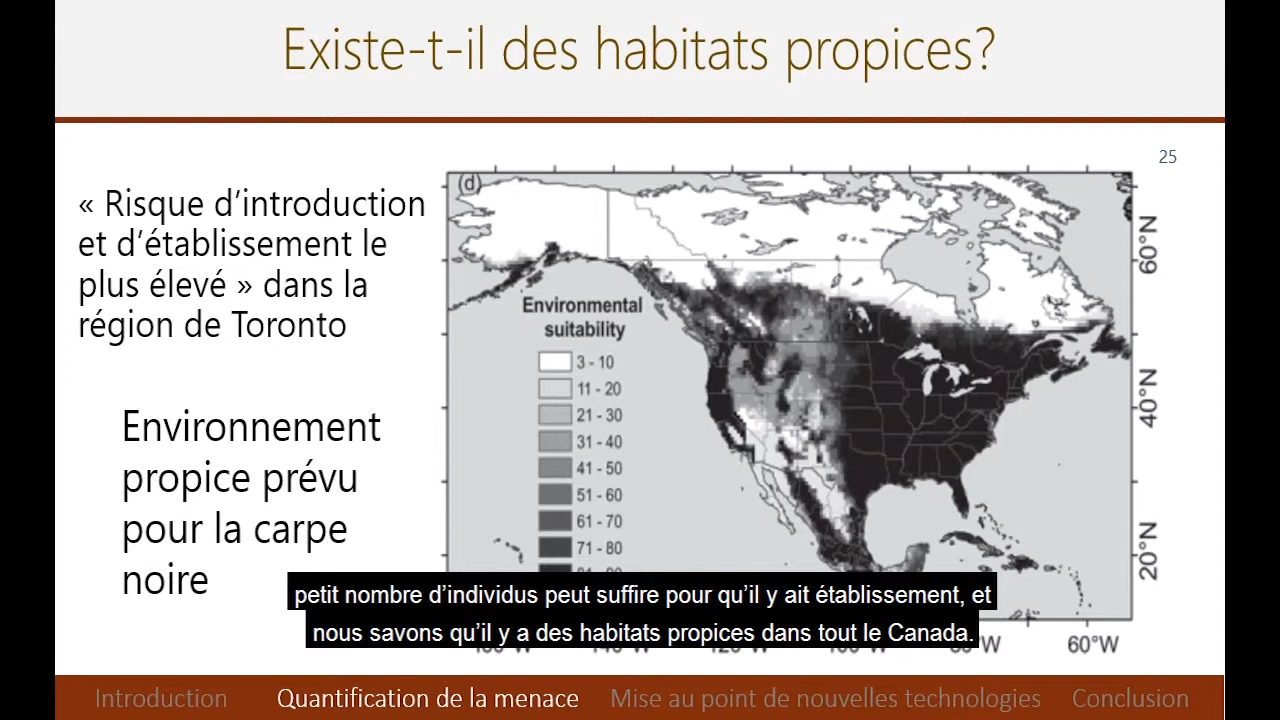 Existe-t-il des habitats propices?
25
« Risque d’introduction
et d’établissement le
plus élevé » dans la
région de Toronto
Environnement
propice prévu
pour la carpe
noire
(d)
Environmental
suitability
3 - 10
11 - 20
21 - 30
31 - 40
41 - 50
51 - 60
61 - 70
71 - 80
60°N
40°N
20°N
60°W
petit nombre d’individus peut suffire pour qu’il y ait établissement, et
nous savons qu’il y a des habitats propices dans tout le Canada.
Introduction
Quantification de la menace
Mise au point de nouvelles technologies
Conclusion